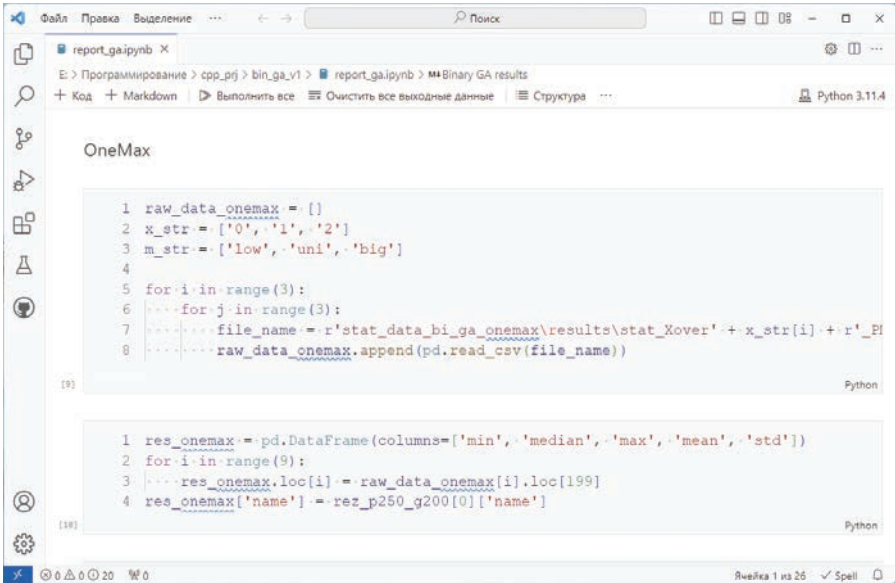 Файл Правка Выделение ... Поиск
report_ga.ipynb
E: > Программирование > cpp_prj > bin_ga_v1 > report_ga.ipynb > M↓Binary GA results
+ Код + Markdown Выполнить все Очистить все выходные данные Структура ... Python 3.11.4
OneMax
1 raw_data_onemax = []
2 x_str = ['0', '1', '2']
3 m_str = ['low', 'uni', 'big']
4
5 for i in range(3):
6 for j in range(3):
7 file_name = r'stat_data_bi_ga_onemax\results\stat_Xover' + x_str[i] + r'_P
8 raw_data_onemax.append(pd.read_csv(file_name))
[9] Python
1 res_onemax = pd.DataFrame(columns=['min', 'median', 'max', 'mean', 'std'])
2 for i in range(9):
3 res_onemax.loc[i] = raw_data_onemax[i].loc[199]
4 res_onemax['name'] = rez_p250_g200[0]['name']
[10] Python
0 0 20 0 Ячейка 1 из 26 Spell